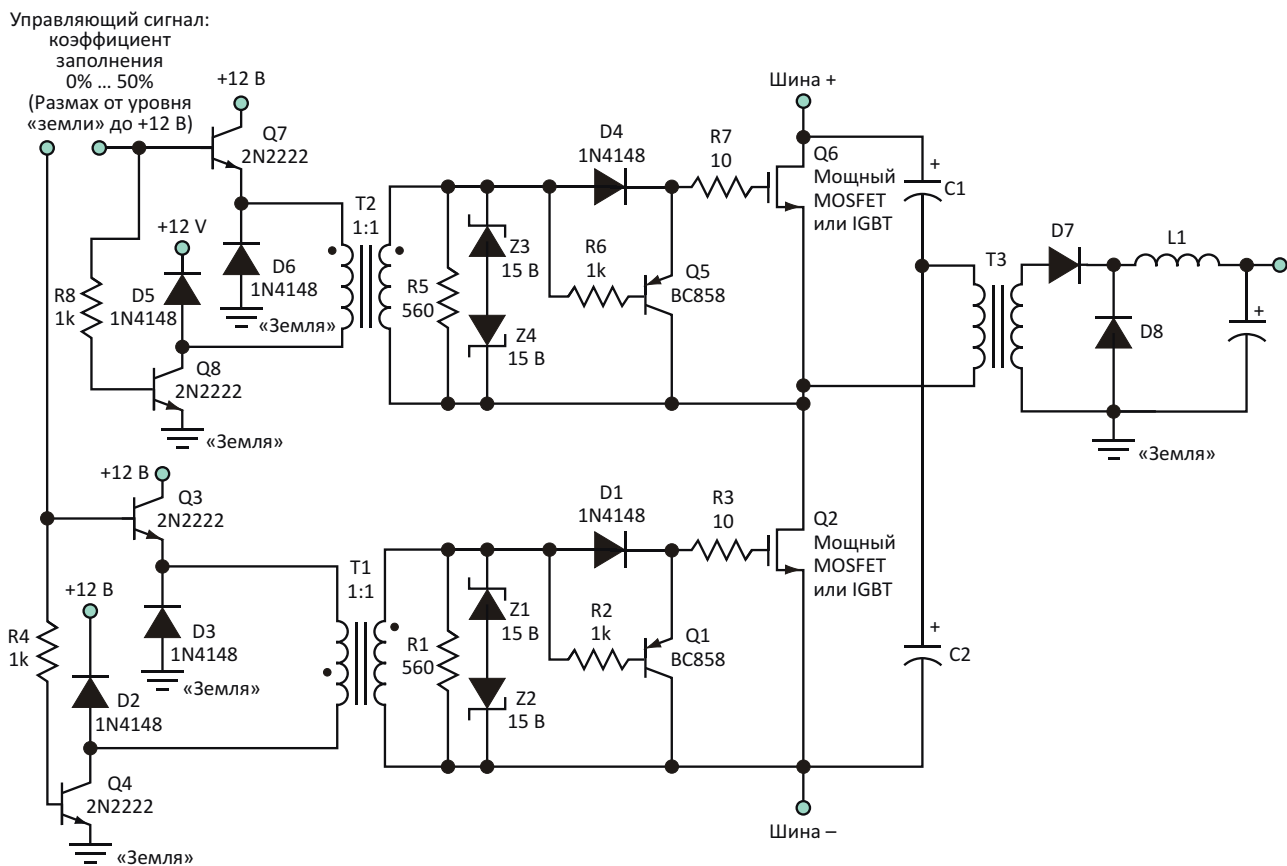 Управляющий сигнал:
коэффициент
заполнения
0% ... 50%
(Размах от уровня
«земли» до +12 В)
+12 В
Q7
2N2222
+12 V
D5
1N4148
R8
1k
D6
1N4148
«Земля»
Q8
2N2222
«Земля»
T2
1:1
R5
560
Z3
15 В
Z4
15 В
D4
1N4148
R6
1k
Q5
BC858
R7
10
Шина +
Q6
Мощный
MOSFET
или IGBT
+
C1
T3
D7
L1
D8
+
«Земля»
+12 В
Q3
2N2222
+12 В
R4
1k
D3
1N4148
«Земля»
D2
1N4148
Q4
2N2222
«Земля»
T1
1:1
R1
560
Z1
15 В
Z2
15 В
D1
1N4148
R2
1k
Q1
BC858
R3
10
Q2
Мощный
MOSFET
или IGBT
+
C2
Шина –